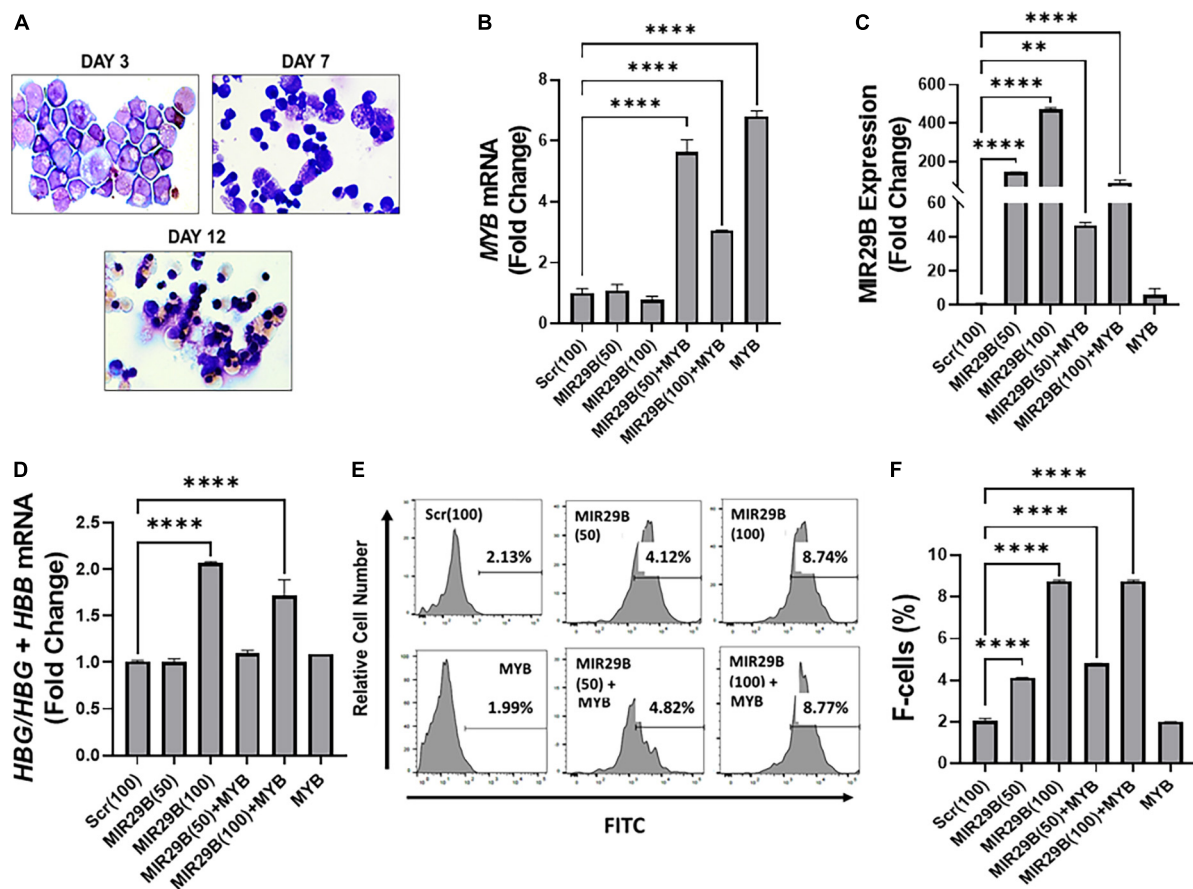 A
DAY 3
DAY 7
DAY 12
B
MYB mRNA
(Fold Change)
8
6
4
2
0
****
****
****
Scr(100)
MIR29B(50)
MIR29B(100)
MIR29B(50)+MYB
MIR29B(100)+MYB
MYB
C
MIR29B Expression
(Fold Change)
600
400
200
60
40
20
0
****
**
****
****
Scr(100)
MIR29B(50)
MIR29B(100)
MIR29B(50)+MYB
MIR29B(100)+MYB
MYB
D
HBG/HBG + HBB mRNA
(Fold Change)
2.5
2.0
1.5
1.0
0.5
0.0
****
****
Scr(100)
MIR29B(50)
MIR29B(100)
MIR29B(50)+MYB
MIR29B(100)+MYB
MYB
E
Relative Cell Number
Scr(100)
2.13%
MIR29B
(50)
4.12%
MIR29B
(100)
8.74%
MYB
1.99%
MIR29B
(50) +
MYB
4.82%
MIR29B
(100) +
MYB
8.77%
FITC
F
F-cells (%)
10
8
6
4
2
0
****
****
****
****
Scr(100)
MIR29B(50)
MIR29B(100)
MIR29B(50)+MYB
MIR29B(100)+MYB
MYB